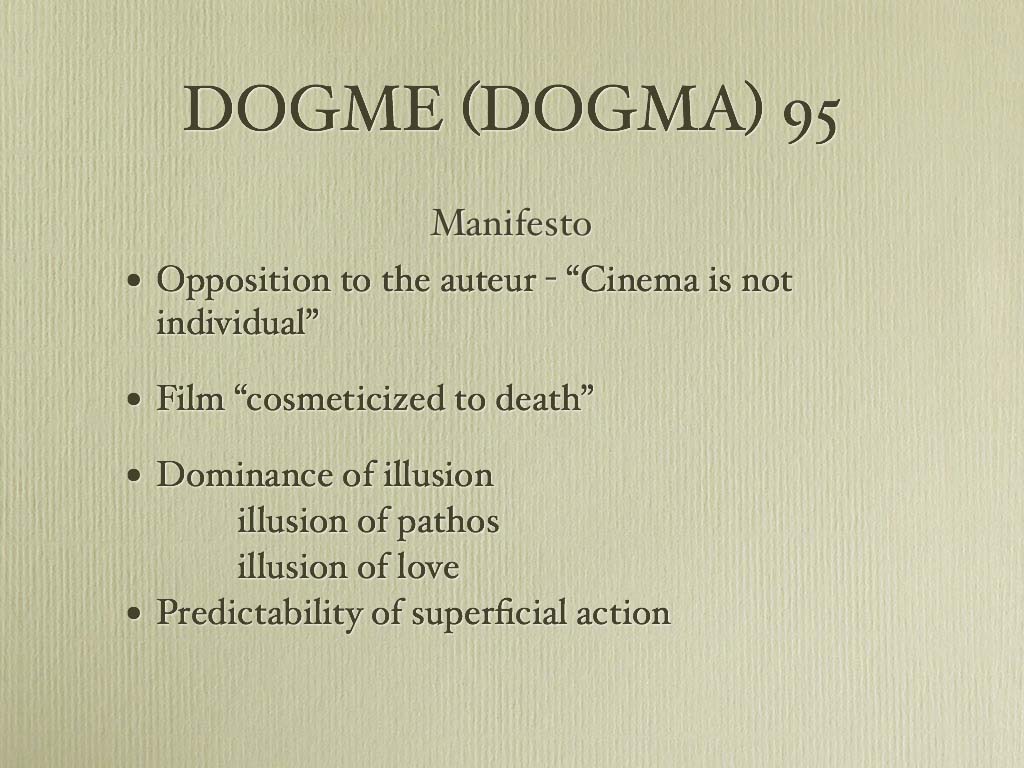 DOGME (DOGMA) 95
Manifesto
• Opposition to the auteur - “Cinema is not
individual”
• Film “cosmeticized to death”
• Dominance of illusion
illusion of pathos
illusion of love
• Predictability of superficial action